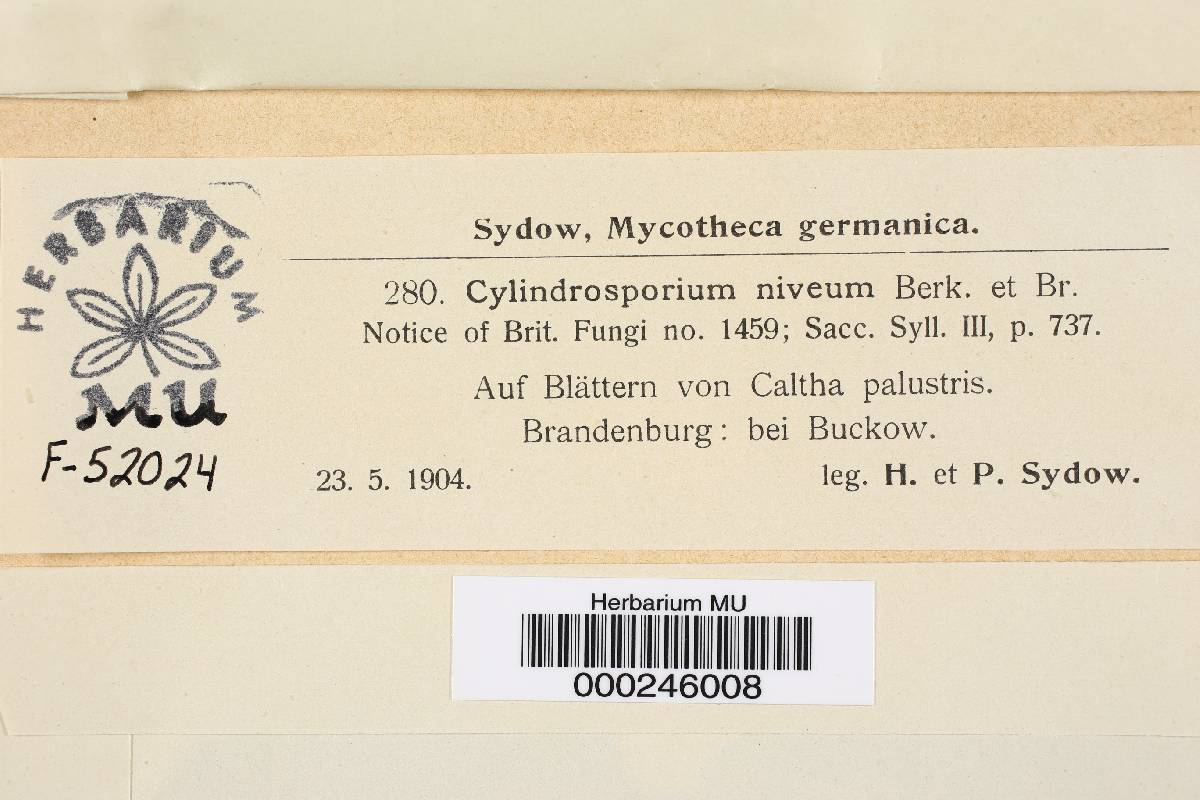 HERBARIUM
MU
F-52024
Sydow, Mycotheca germanica.
280. Cylindrosporium niveum Berk. et Br.
Notice of Brit. Fungi no. 1459; Sacc. Syll. III, p. 737.
Auf Blättern von Caltha palustris.
Brandenburg: bei Buckow.
23. 5. 1904. leg. H. et P. Sydow.
Herbarium MU
000246008